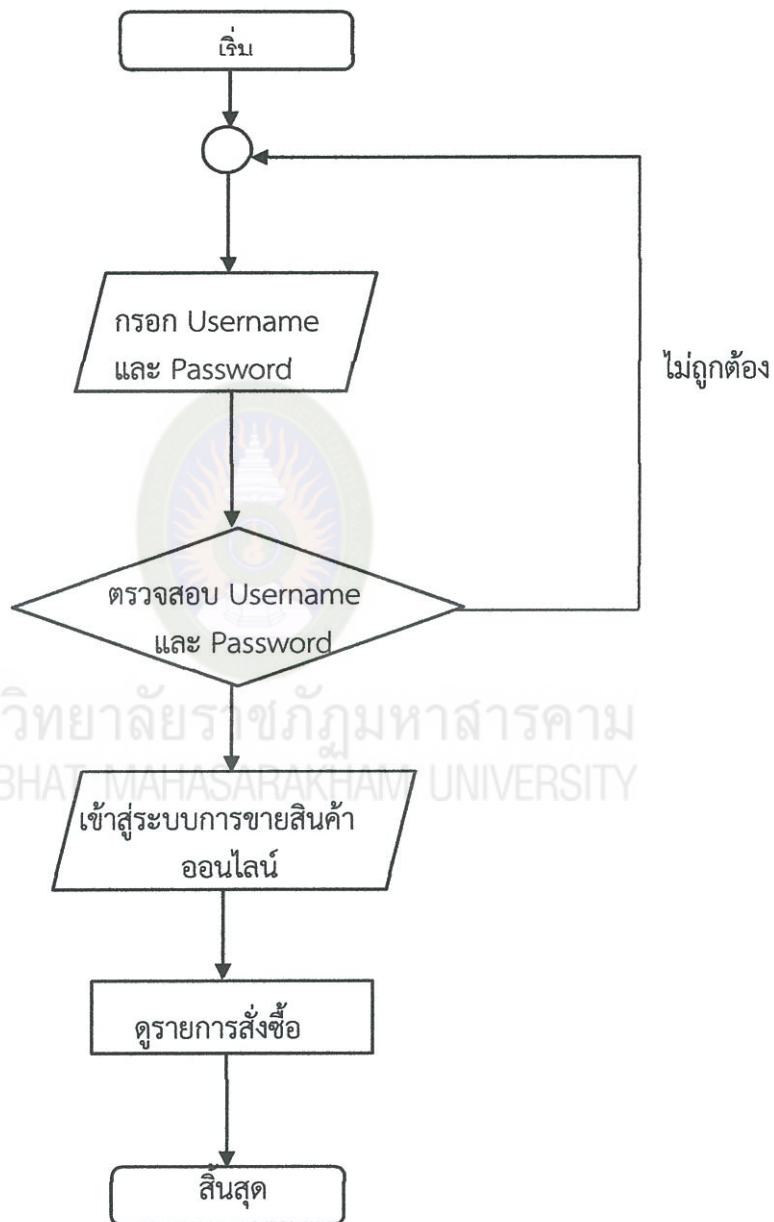 เริ่ม
กรอก Username
และ Password
ไม่ถูกต้อง
ตรวจสอบ Username
และ Password
วิทยาลัยราชภัฏมหาสารคาม
BHAT MAHASARAKHAM UNIVERSITY
เข้าสู่ระบบการขายสินค้า
ออนไลน์
ดูรายการสั่งซื้อ
สิ้นสุด